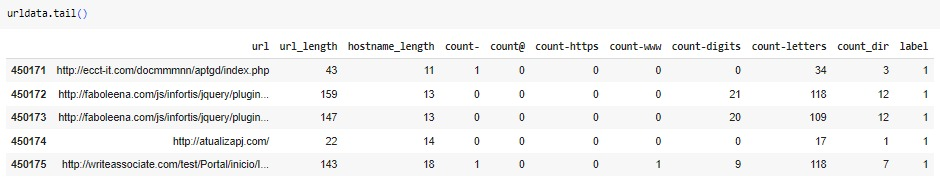 urldata.tail()
url url_length hostname_length count- count@ count-https count-www count-digits count-letters count_dir label
450171 http://ecct-it.com/docmmmnn/aptgd/index.php 43 11 1 0 0 0 0 34 3 1
450172 http://faboleena.com/js/infortis/jquery/plugin... 159 13 0 0 0 0 21 118 12 1
450173 http://faboleena.com/js/infortis/jquery/plugin... 147 13 0 0 0 0 20 109 12 1
450174 http://atualizapj.com/ 22 14 0 0 0 0 0 17 1 1
450175 http://writeassociate.com/test/Portal/inicio/I... 143 18 1 0 0 1 9 118 7 1